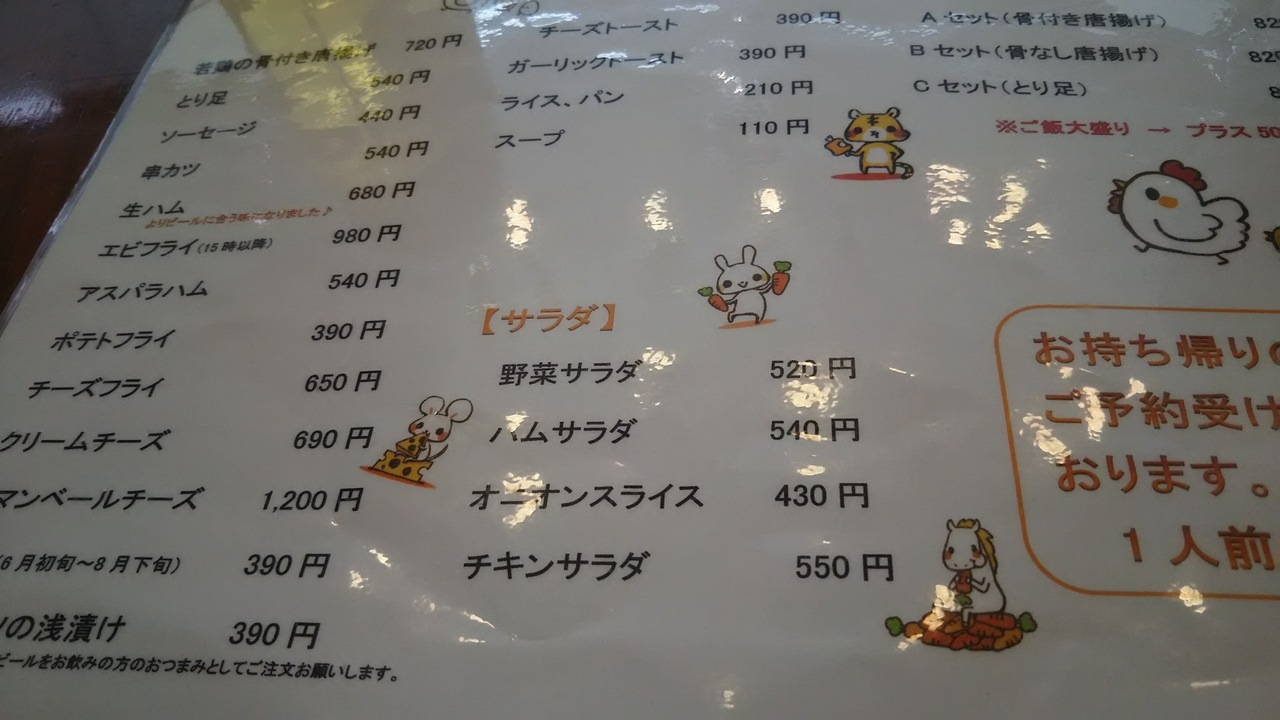 若鶏の骨付き唐揚げ 720円
とり足 540円
ソーセージ 440円
串カツ 540円
生ハム 680円
よりビールに合う味になりました♪
エビフライ(15時以降) 980円
アスパラハム 540円
ポテトフライ 390円
チーズフライ 650円
クリームチーズ 690円
マンベールチーズ 1,200円
(6月初旬～8月下旬) 390円
の浅漬け 390円
ビールをお飲みの方のおつまみとしてご注文お願いします。
チーズトースト 390円
ガーリックトースト 390円
ライス、パン 210円
スープ 110円
【サラダ】
野菜サラダ 520円
ハムサラダ 540円
オニオンスライス 430円
チキンサラダ 550円
Aセット(骨付き唐揚げ) 82
Bセット(骨なし唐揚げ) 820
Cセット(とり足) 8
※ご飯大盛り → プラス50
お持ち帰りの
ご予約受け
おります。
1人前